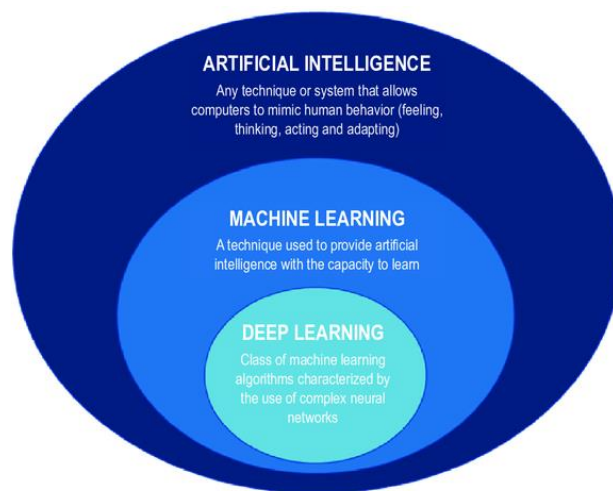 ARTIFICIAL INTELLIGENCE
Any technique or system that allows
computers to mimic human behavior (feeling,
thinking, acting and adapting)
MACHINE LEARNING
A technique used to provide artificial
intelligence with the capacity to learn
DEEP LEARNING
Class of machine learning
algorithms characterized by
the use of complex neural
networks